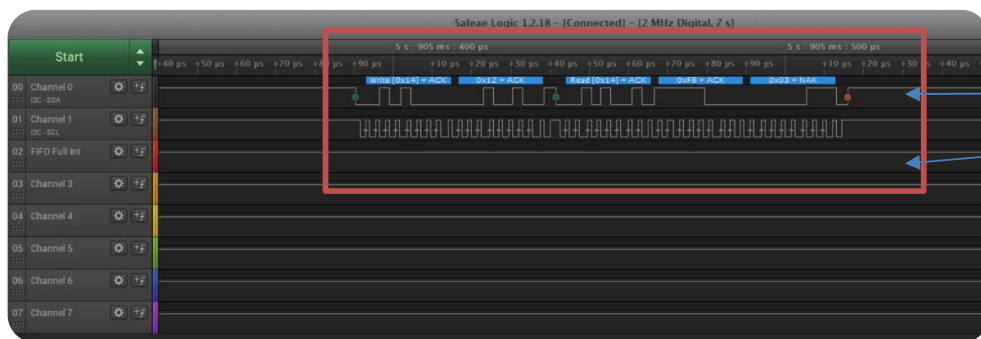 Saleae Logic 1.2.18 - [Connected] - [2 MHz Digital, 7 s]
Start
5 s : 905 ms : 400 µs
5 s : 905 ms : 500 µs
+40 µs +50 µs +60 µs +70 µs +80 µs +90 µs +10 µs +20 µs +30 µs +40 µs +50 µs +60 µs +70 µs +80 µs +90 µs +10 µs +20 µs +30 µs +40 µs
00 Channel 0
I2C - SDA
Write [0x14] + ACK 0x12 + ACK Read [0x14] + ACK 0xF8 + ACK 0x03 + NAK
01 Channel 1
I2C - SCL
02 FIFO Full Int
03 Channel 3
04 Channel 4
05 Channel 5
06 Channel 6
07 Channel 7